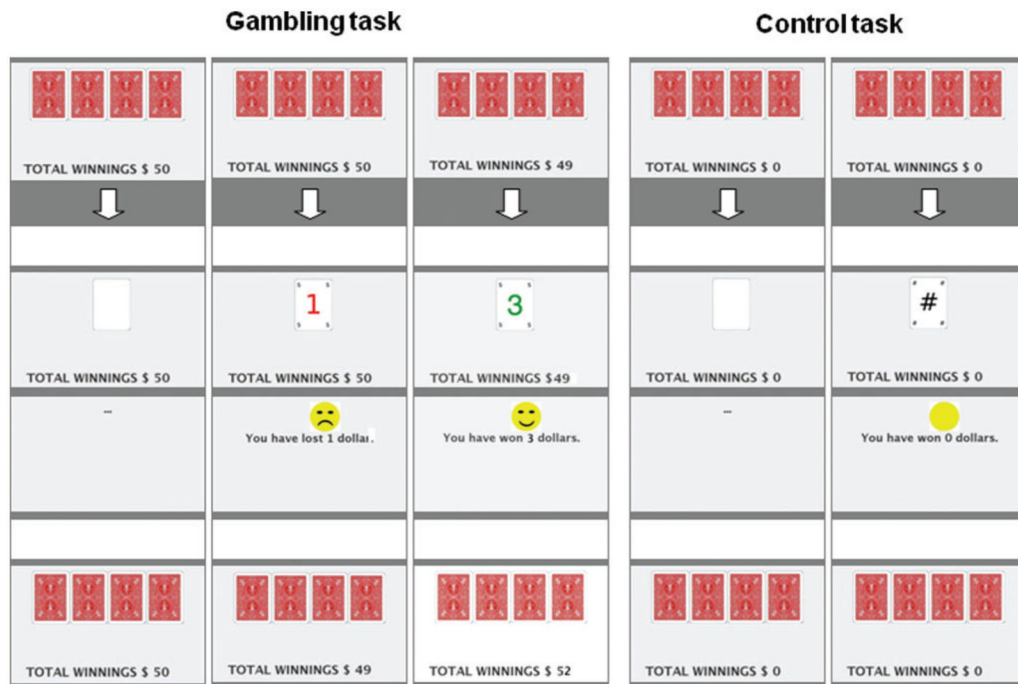 Gambling task
Control task
TOTAL WINNINGS $ 50
TOTAL WINNINGS $ 50
TOTAL WINNINGS $ 49
TOTAL WINNINGS $ 0
TOTAL WINNINGS $ 0
1
3
#
TOTAL WINNINGS $ 50
TOTAL WINNINGS $ 50
TOTAL WINNINGS $49
TOTAL WINNINGS $ 0
TOTAL WINNINGS $ 0
...
You have lost 1 dollar.
You have won 3 dollars.
...
You have won 0 dollars.
TOTAL WINNINGS $ 50
TOTAL WINNINGS $ 49
TOTAL WINNINGS $ 52
TOTAL WINNINGS $ 0
TOTAL WINNINGS $ 0